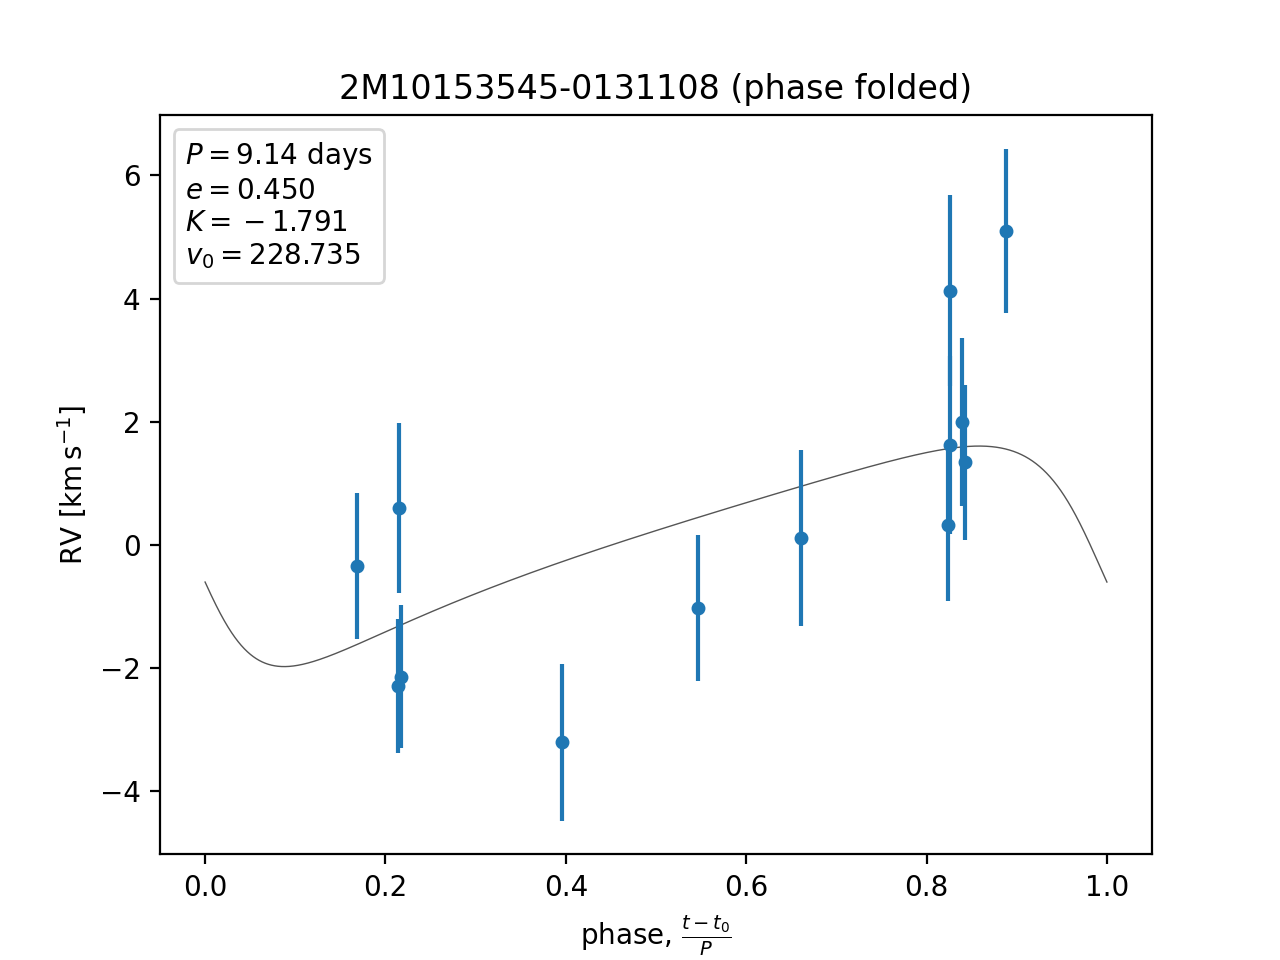 2M10153545-0131108 (phase folded)
P = 9.14 days
e = 0.450
K = −1.791
v₀ = 228.735
6
4
2
0
−2
−4
RV [km s⁻¹]
0.0 0.2 0.4 0.6 0.8 1.0
phase, (t − t₀)/P